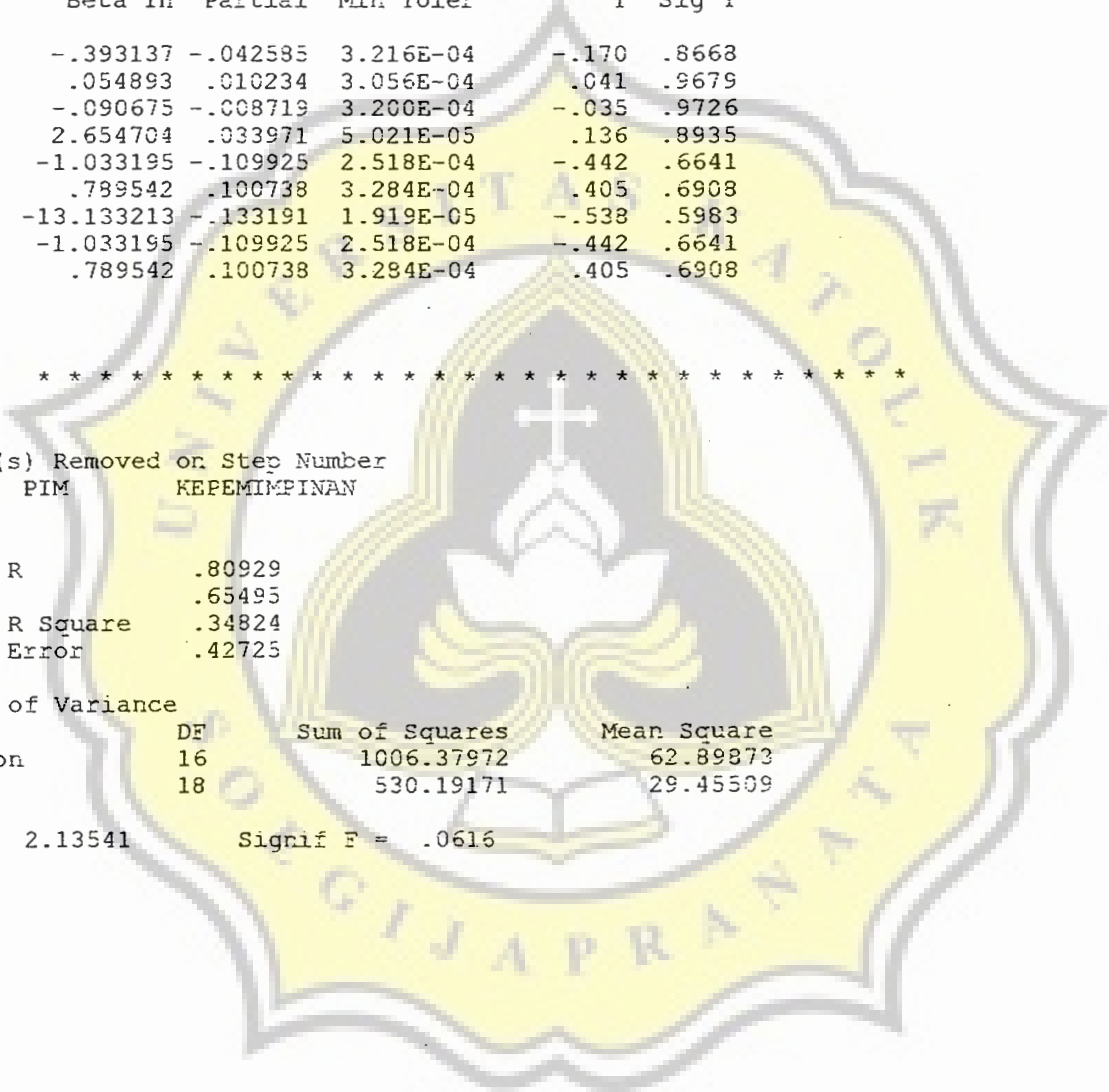 Beta In Partial Min Toler T Sig T
-.393137 -.042585 3.216E-04 -.170 .8668
.054893 .010234 3.056E-04 .041 .9679
-.090675 -.008719 3.200E-04 -.035 .9726
2.654704 .033971 5.021E-05 .136 .8935
-1.033195 -.109925 2.518E-04 -.442 .6641
.789542 .100738 3.284E-04 .405 .6908
-13.133213 -.133191 1.919E-05 -.538 .5983
-1.033195 -.109925 2.518E-04 -.442 .6641
.789542 .100738 3.284E-04 .405 .6908
* * * * * * * * * * * * * * * * * * * * * * * * * * * * *
(s) Removed on Step Number
PIM KEPEMIMPINAN
R .80929
.65495
R Square .34824
Error .42725
of Variance
DF Sum of Squares Mean Square
on 16 1006.37972 62.89873
18 530.19171 29.45509
2.13541 Signif F = .0616
UNIVERSITAS KATOLIK
SOEGIJAPRANATA